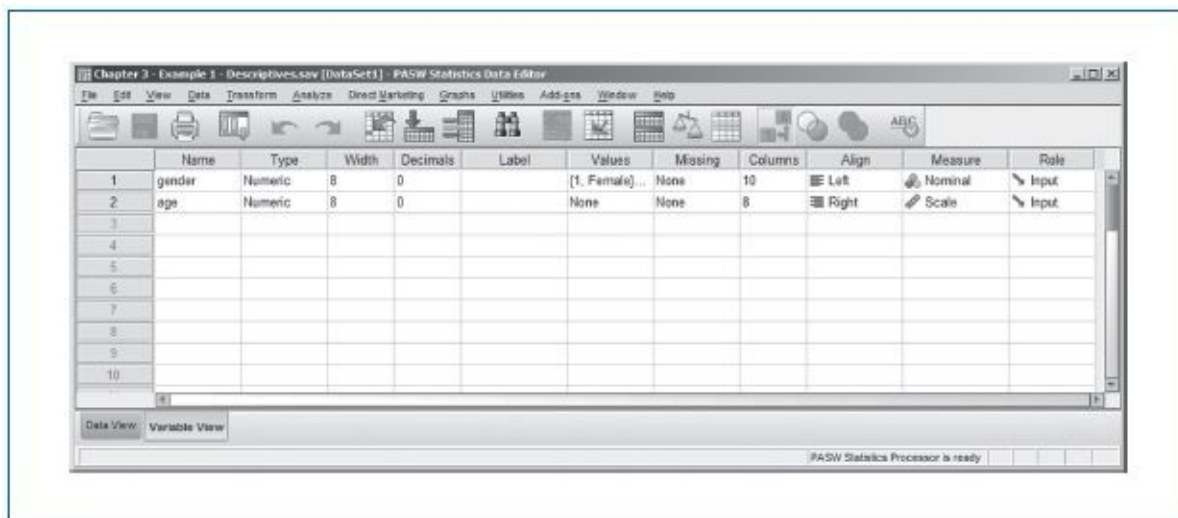 Chapter 3 - Example 1 - Descriptives.sav [DataSet1] - PASW Statistics Data Editor
File Edit View Data Transform Analyze Direct Marketing Graphs Utilities Add-ons Window Help
Name Type Width Decimals Label Values Missing Columns Align Measure Role
1 gender Numeric 8 0 {1, Female}... None 10 Left Nominal Input
2 age Numeric 8 0 None None 8 Right Scale Input
3
4
5
6
7
8
9
10
Data View Variable View
PASW Statistics Processor is ready